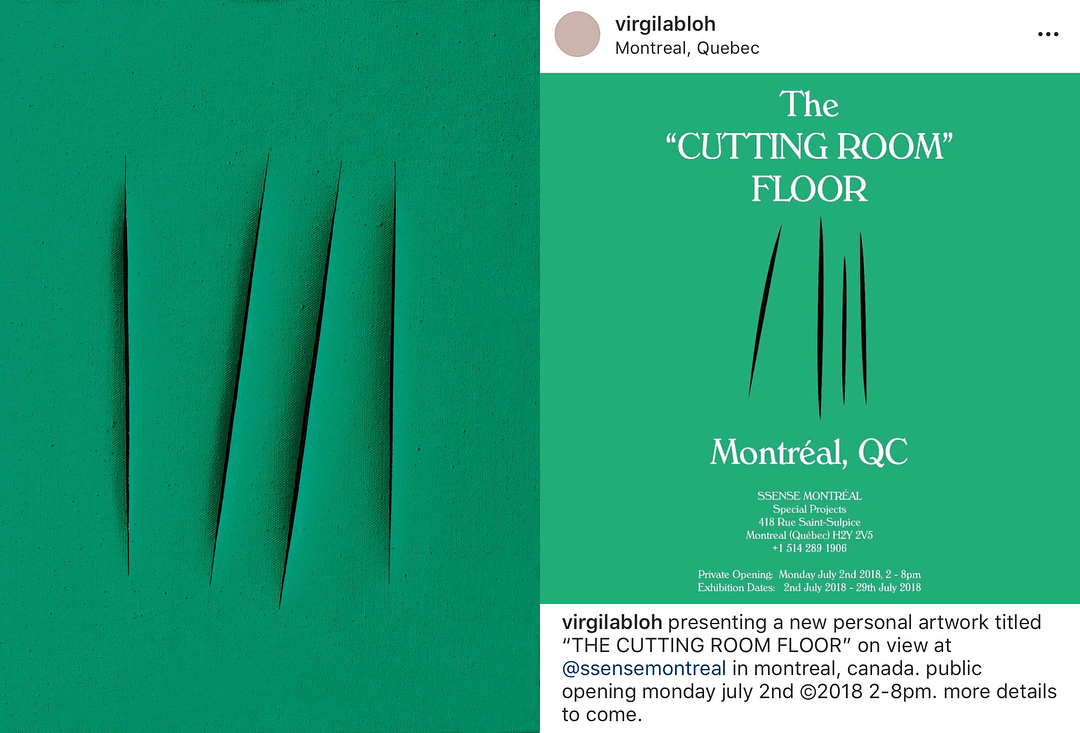 virgilabloh
Montreal, Quebec
The
“CUTTING ROOM”
FLOOR
Montréal, QC
SSENSE MONTRÉAL
Special Projects
418 Rue Saint-Sulpice
Montreal (Québec) H2Y 2V5
+1 514 289 1906
Private Opening: Monday July 2nd 2018, 2 - 8pm
Exhibition Dates: 2nd July 2018 - 29th July 2018
virgilabloh presenting a new personal artwork titled
“THE CUTTING ROOM FLOOR” on view at
@ssensemontreal in montreal, canada. public
opening monday july 2nd ©2018 2-8pm. more details
to come.